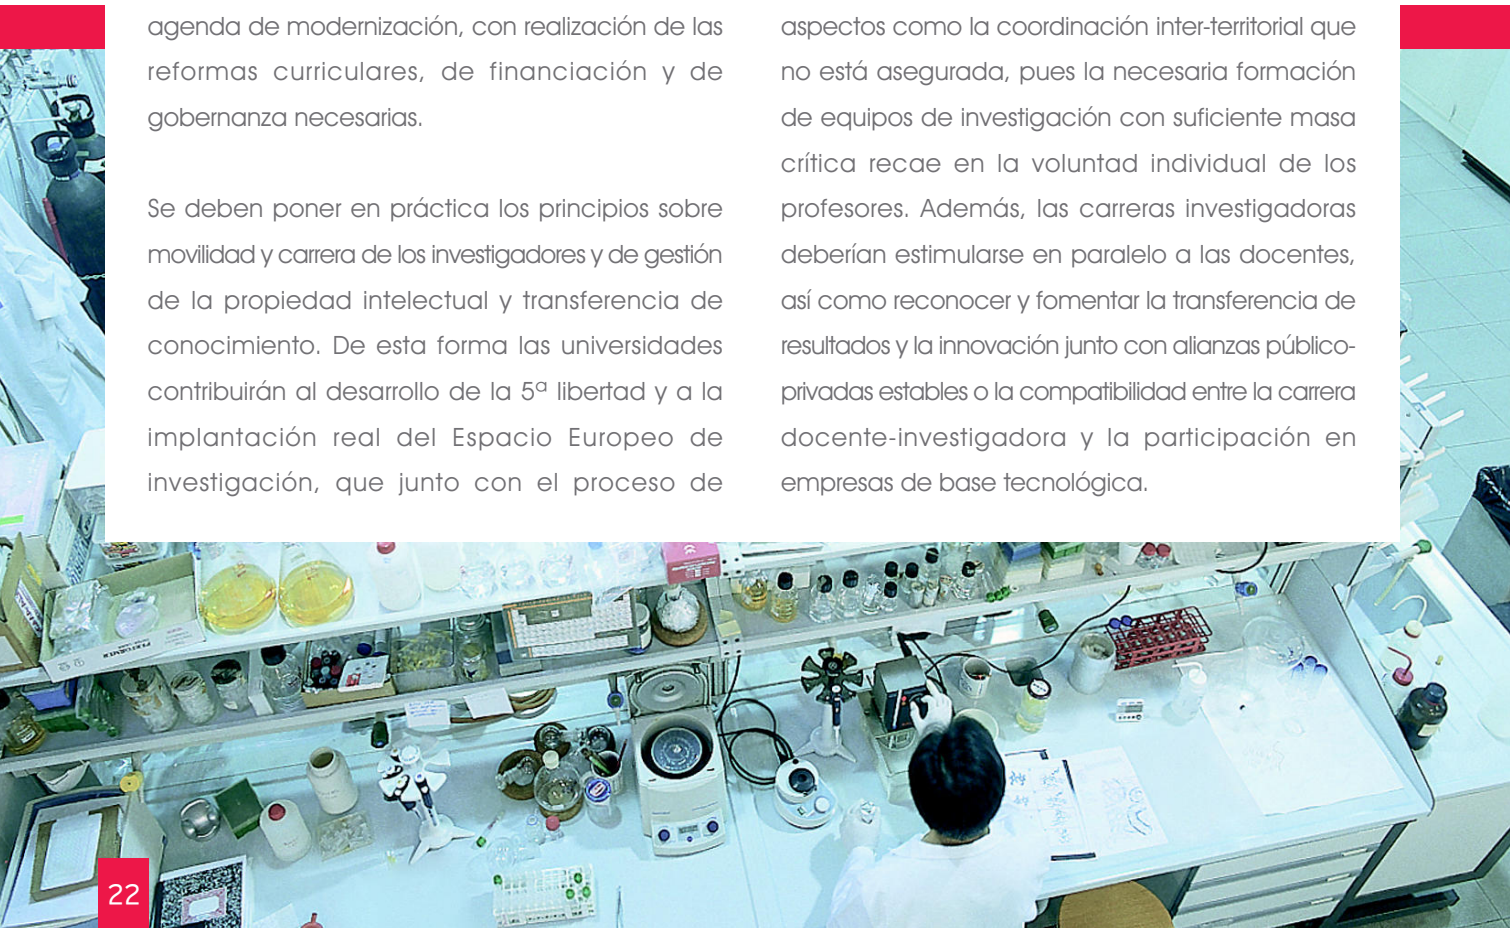 agenda de modernización, con realización de las
reformas curriculares, de financiación y de
gobernanza necesarias.
Se deben poner en práctica los principios sobre
movilidad y carrera de los investigadores y de gestión
de la propiedad intelectual y transferencia de
conocimiento. De esta forma las universidades
contribuirán al desarrollo de la 5ª libertad y a la
implantación real del Espacio Europeo de
investigación, que junto con el proceso de
aspectos como la coordinación inter-territorial que
no está asegurada, pues la necesaria formación
de equipos de investigación con suficiente masa
crítica recae en la voluntad individual de los
profesores. Además, las carreras investigadoras
deberían estimularse en paralelo a las docentes,
así como reconocer y fomentar la transferencia de
resultados y la innovación junto con alianzas público-
privadas estables o la compatibilidad entre la carrera
docente-investigadora y la participación en
empresas de base tecnológica.
22